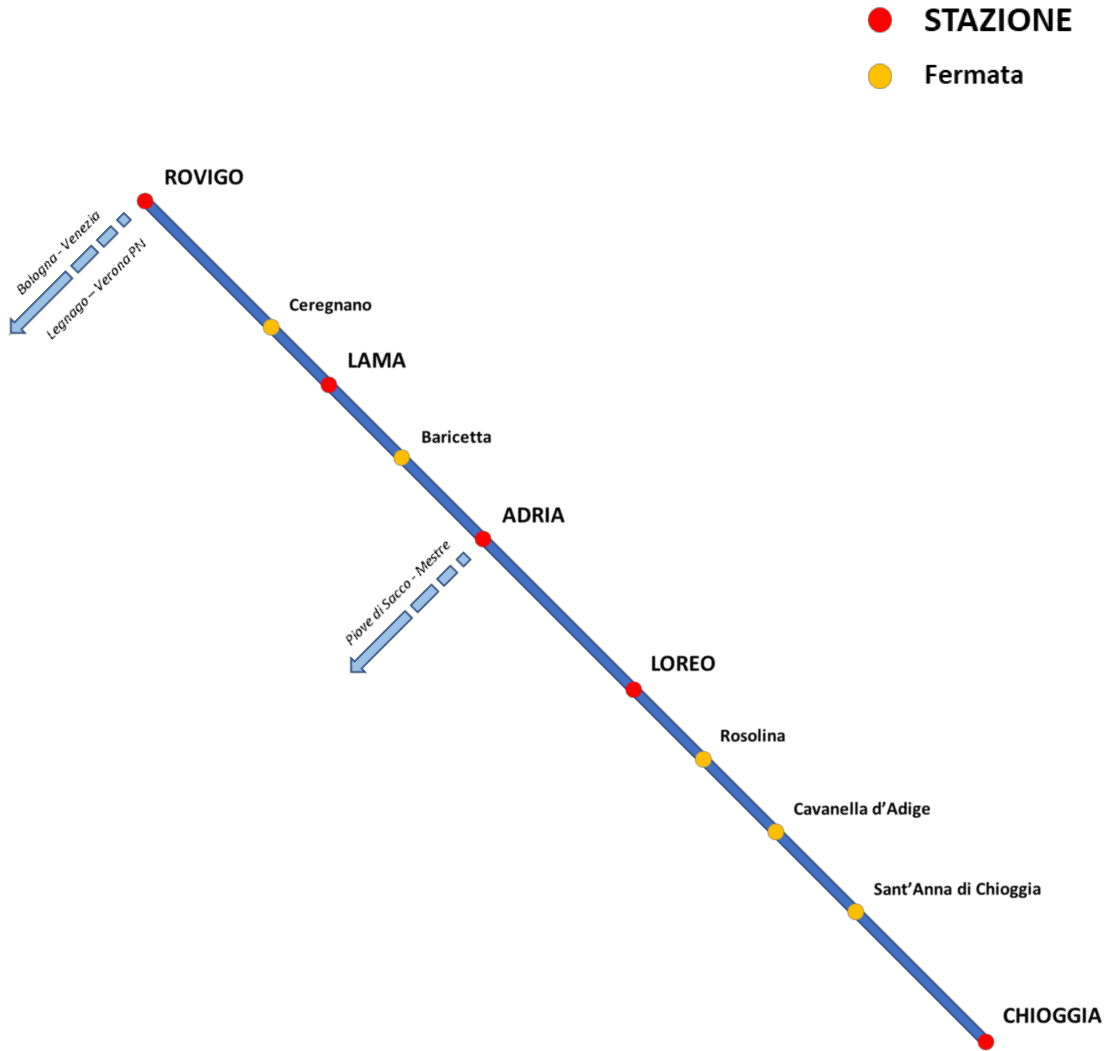 STAZIONE
Fermata
ROVIGO
Bologna - Venezia
Legnago – Verona PN
Ceregnano
LAMA
Baricetta
ADRIA
Piove di Sacco - Mestre
LOREO
Rosolina
Cavanella d’Adige
Sant’Anna di Chioggia
CHIOGGIA